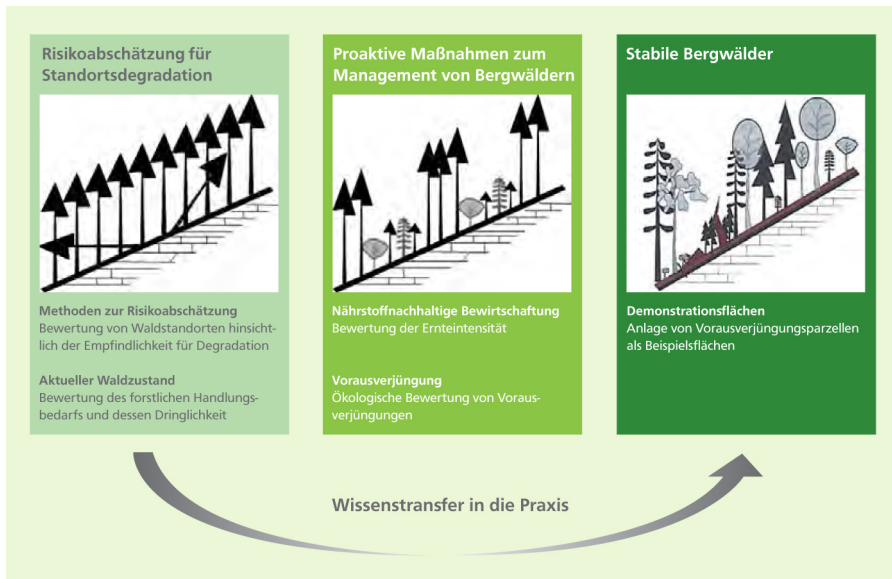 Risikoabschätzung für
Standortsdegradation
Methoden zur Risikoabschätzung
Bewertung von Waldstandorten hinsicht-
lich der Empfindlichkeit für Degradation
Aktueller Waldzustand
Bewertung des forstlichen Handlungs-
bedarfs und dessen Dringlichkeit
Proaktive Maßnahmen zum
Management von Bergwäldern
Nährstoffnachhaltige Bewirtschaftung
Bewertung der Ernteintensität
Vorausverjüngung
Ökologische Bewertung von Voraus-
verjüngungen
Stabile Bergwälder
Demonstrationsflächen
Anlage von Vorausverjüngungsparzellen
als Beispielsflächen
Wissenstransfer in die Praxis